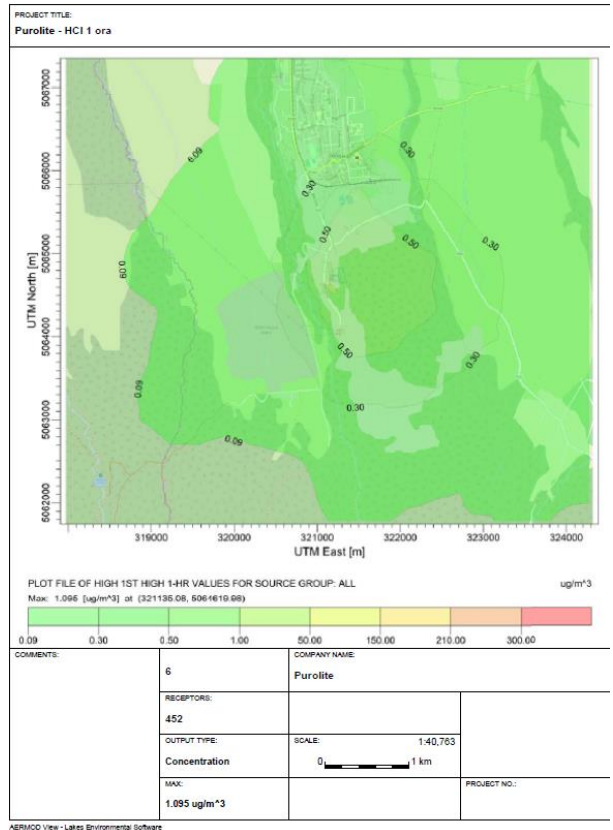 PROJECT TITLE:
Purolite - HCl 1 ora
UTM North [m]
5067000
5066000
5065000
5064000
5063000
5062000
0.09
0.09
0.09
0.09
0.30
0.30
0.30
0.30
0.30
0.50
0.50
0.50
319000 320000 321000 322000 323000 324000
UTM East [m]
PLOT FILE OF HIGH 1ST HIGH 1-HR VALUES FOR SOURCE GROUP: ALL ug/m^3
Max: 1.095 [ug/m^3] at (321135.08, 5064619.98)
0.09 0.30 0.50 1.00 50.00 150.00 210.00 300.00
COMMENTS:
6
COMPANY NAME:
Purolite
RECEPTORS:
452
OUTPUT TYPE:
Concentration
SCALE: 1:40,763
0 1 km
MAX:
1.095 ug/m^3
PROJECT NO.:
AERMOD View - Lakes Environmental Software